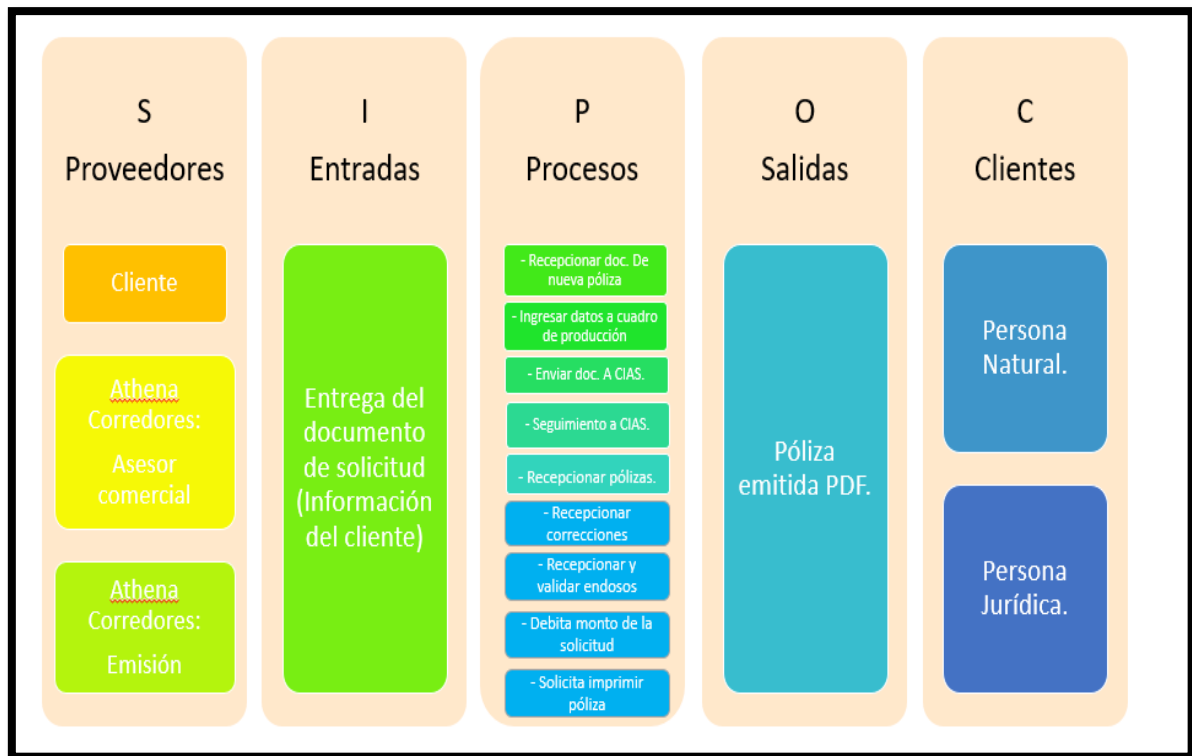 S
Proveedores
Cliente
Athena
Corredores:
Asesor
comercial
Athena
Corredores:
Emisión
I
Entradas
Entrega del
documento
de solicitud
(Información
del cliente)
P
Procesos
- Recepcionar doc. De
nueva póliza
- Ingresar datos a cuadro
de producción
- Enviar doc. A CIAS.
- Seguimiento a CIAS.
- Recepcionar pólizas.
- Recepcionar
correcciones
- Recepcionar y
validar endosos
- Debita monto de la
solicitud
- Solicita imprimir
póliza
O
Salidas
Póliza
emitida PDF.
C
Clientes
Persona
Natural.
Persona
Jurídica.